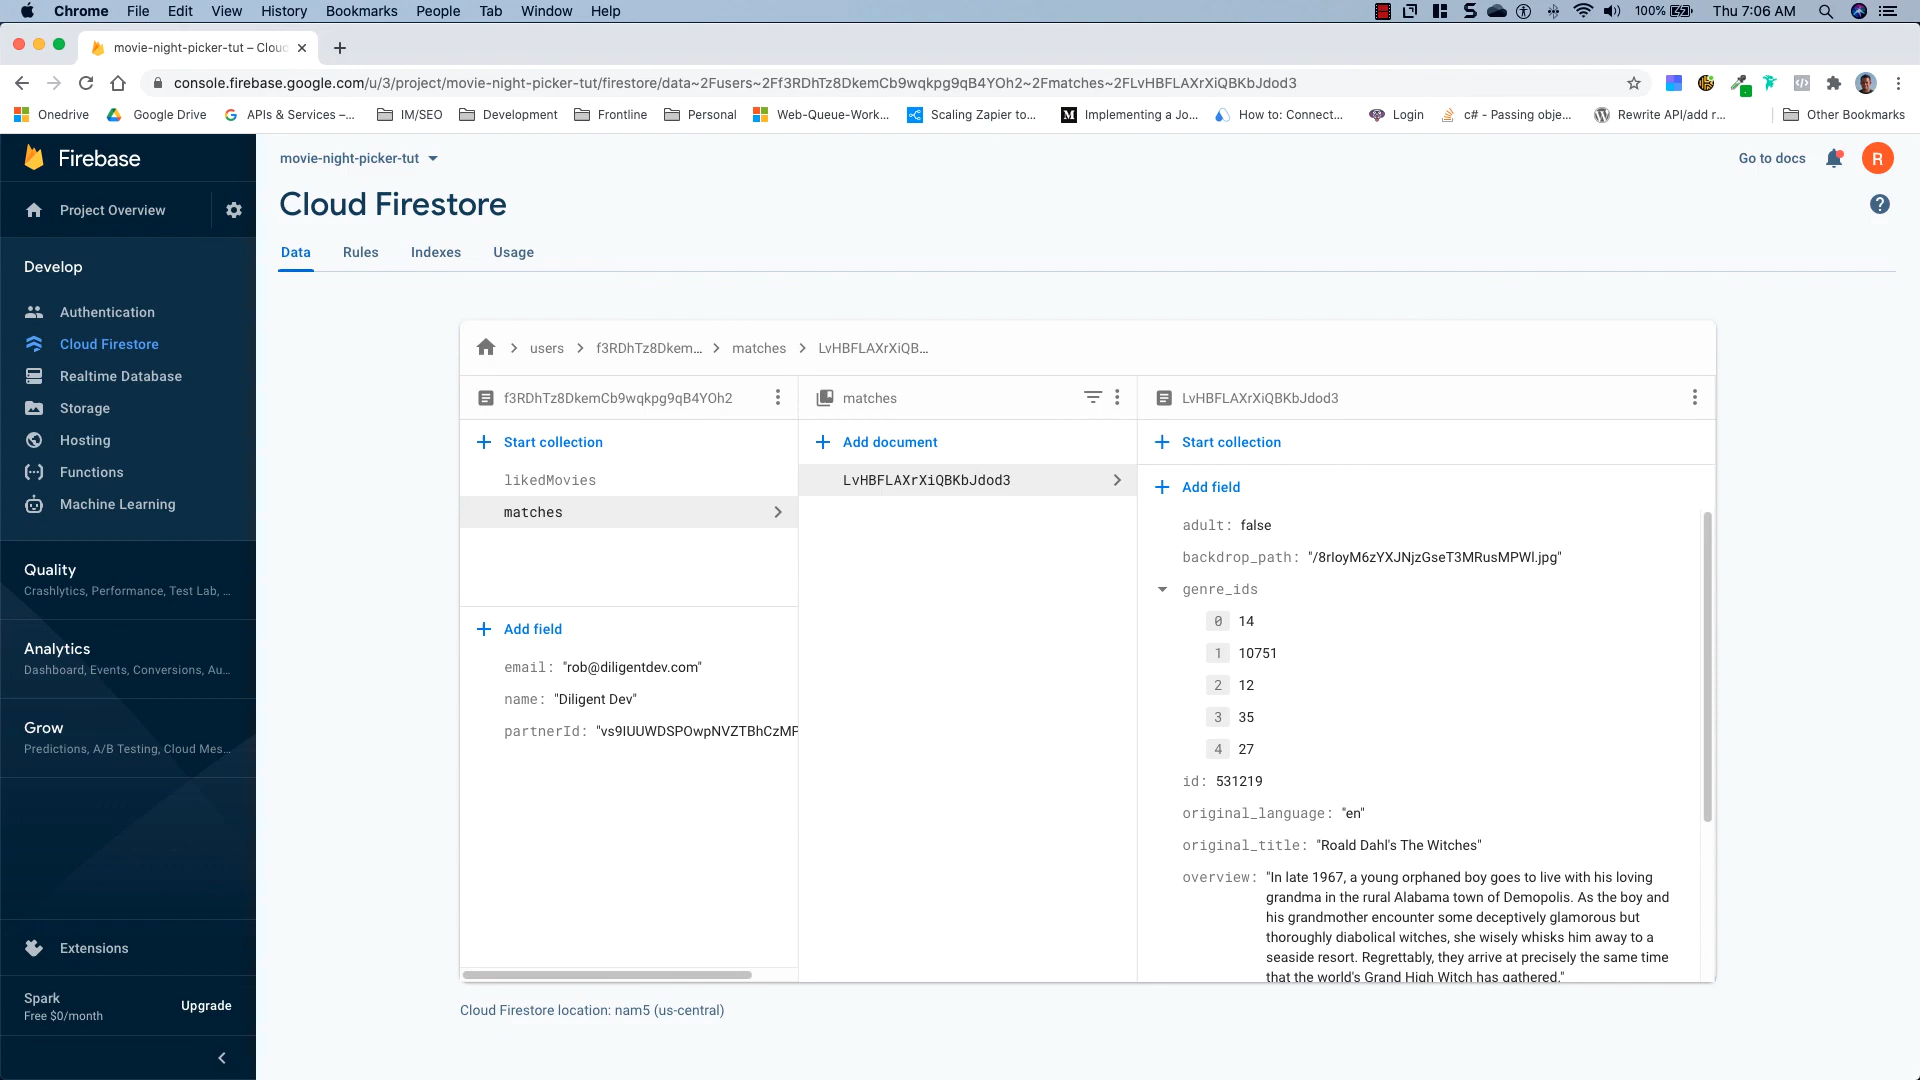 Chrome File Edit View History Bookmarks People Tab Window Help
100% Thu 7:06 AM
movie-night-picker-tut – Clou
console.firebase.google.com/u/3/project/movie-night-picker-tut/firestore/data~2Fusers~2Ff3RDhTz8DkemCb9wqkpg9qB4YOh2~2Fmatches~2FLvHBFLAXrXiQBKbJdod3
Onedrive Google Drive APIs & Services –... IM/SEO Development Frontline Personal Web-Queue-Work... Scaling Zapier to... Implementing a Jo... How to: Connect... Login c# - Passing obje... Rewrite API/add r... Other Bookmarks
Firebase
Project Overview
Develop
Authentication
Cloud Firestore
Realtime Database
Storage
Hosting
Functions
Machine Learning
Quality
Crashlytics, Performance, Test Lab, ...
Analytics
Dashboard, Events, Conversions, Au...
Grow
Predictions, A/B Testing, Cloud Mes...
Extensions
Spark
Free $0/month
Upgrade
movie-night-picker-tut
Go to docs
R
Cloud Firestore
?
Data Rules Indexes Usage
users f3RDhTz8Dkem... matches LvHBFLAXrXiQB...
f3RDhTz8DkemCb9wqkpg9qB4YOh2
Start collection
likedMovies
matches
Add field
email: "rob@diligentdev.com"
name: "Diligent Dev"
partnerId: "vs9IUUWDSPOwpNVZTBhCzMP
matches
Add document
LvHBFLAXrXiQBKbJdod3
LvHBFLAXrXiQBKbJdod3
Start collection
Add field
adult: false
backdrop_path: "/8rIoyM6zYXJNjzGseT3MRusMPWl.jpg"
genre_ids
0 14
1 10751
2 12
3 35
4 27
id: 531219
original_language: "en"
original_title: "Roald Dahl's The Witches"
overview: "In late 1967, a young orphaned boy goes to live with his loving
grandma in the rural Alabama town of Demopolis. As the boy and
his grandmother encounter some deceptively glamorous but
thoroughly diabolical witches, she wisely whisks him away to a
seaside resort. Regrettably, they arrive at precisely the same time
that the world's Grand High Witch has gathered."
Cloud Firestore location: nam5 (us-central)